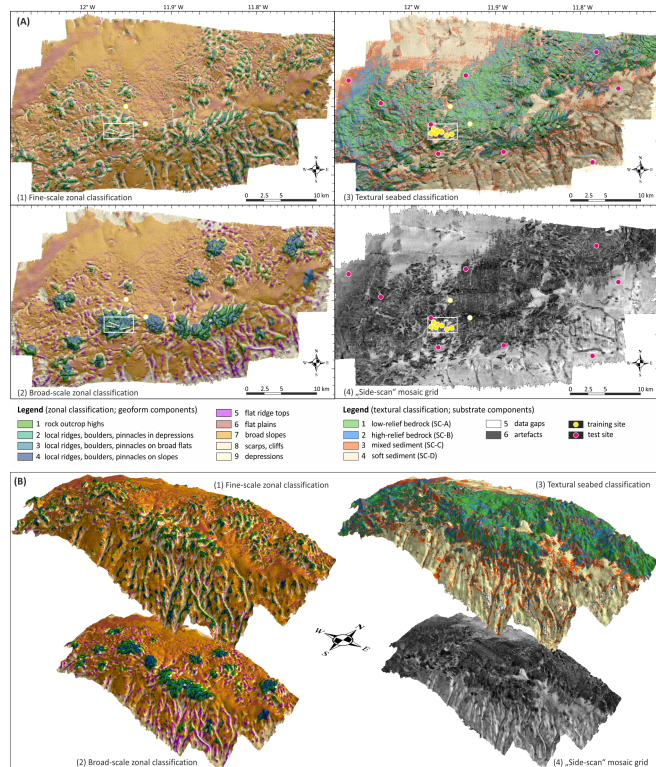 (A)
12° W 11.9° W 11.8° W
12° W 11.9° W 11.8° W
N
W E
S
0 2.5 5 10 km
(1) Fine-scale zonal classification
N
W E
S
0 2.5 5 10 km
(3) Textural seabed classification
N
W E
S
0 2.5 5 10 km
(2) Broad-scale zonal classification
N
W E
S
0 2.5 5 10 km
(4) „Side-scan“ mosaic grid
Legend (zonal classification; geoform components)
1 rock outcrop highs
2 local ridges, boulders, pinnacles in depressions
3 local ridges, boulders, pinnacles on broad flats
4 local ridges, boulders, pinnacles on slopes
5 flat ridge tops
6 flat plains
7 broad slopes
8 scarps, cliffs
9 depressions
Legend (textural classification; substrate components)
1 low-relief bedrock (SC-A)
2 high-relief bedrock (SC-B)
3 mixed sediment (SC-C)
4 soft sediment (SC-D)
5 data gaps
6 artefacts
training site
test site
(B)
(1) Fine-scale zonal classification
(3) Textural seabed classification
W N
S E
(2) Broad-scale zonal classification
(4) „Side-scan“ mosaic grid